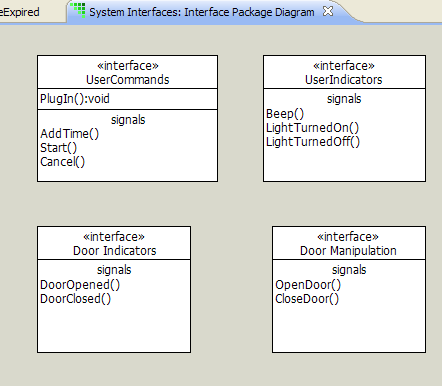 eExpired
System Interfaces: Interface Package Diagram
«interface»
UserCommands
PlugIn():void
signals
AddTime()
Start()
Cancel()
«interface»
UserIndicators
signals
Beep()
LightTurnedOn()
LightTurnedOff()
«interface»
Door Indicators
signals
DoorOpened()
DoorClosed()
«interface»
Door Manipulation
signals
OpenDoor()
CloseDoor()